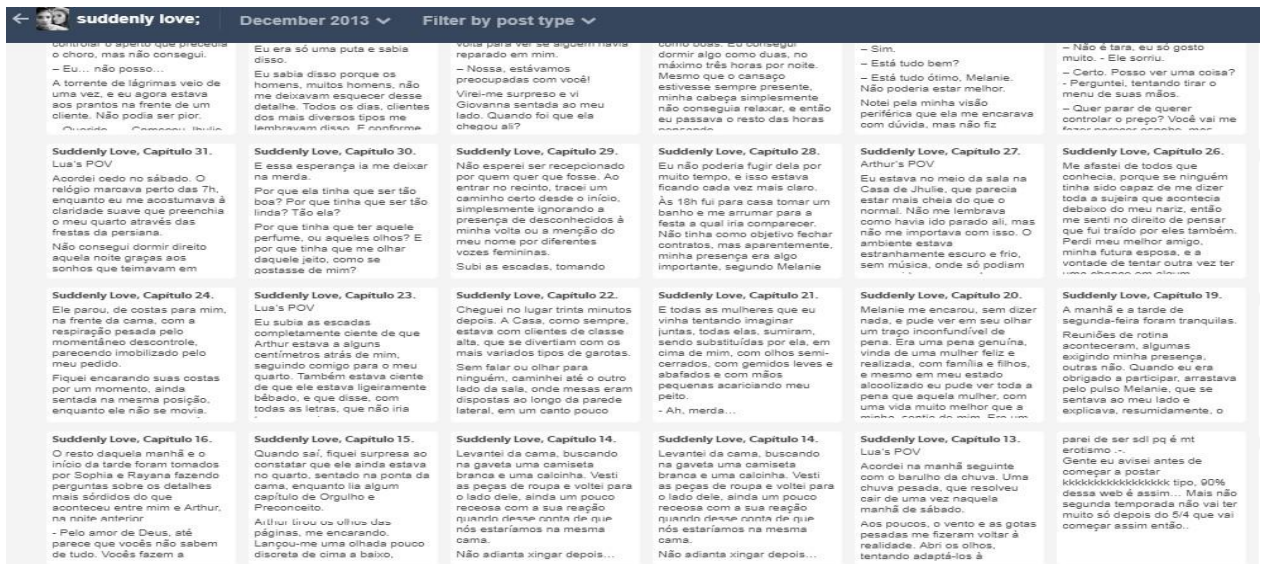 suddenly love;
December 2013
Filter by post type
controlar o aperto que precedia
o choro, mas não consegui.
– Eu... não posso...
A torrente de lágrimas veio de
uma vez, e eu agora estava
aos prantos na frente de um
cliente. Não podia ser pior.
Eu era só uma puta e sabia
disso.
Eu sabia disso porque os
homens, muitos homens, não
me deixavam esquecer desse
detalhe. Todos os dias, clientes
dos mais diversos tipos me
lembravam disso. E conforme
volta para ver se alguém havia
reparado em mim.
– Nossa, estávamos
preocupadas com você!
Virei-me surpreso e vi
Giovanna sentada ao meu
lado. Quando foi que ela
chegou ali?
como boas. Eu consegui
dormir algo como duas, no
máximo três horas por noite.
Mesmo que o cansaço
estivesse sempre presente,
minha cabeça simplesmente
não conseguia relaxar, e então
eu passava o resto das horas
pensando
– Sim.
– Está tudo bem?
– Está tudo ótimo, Melanie.
Não poderia estar melhor.
Notei pela minha visão
periférica que ela me encarava
com dúvida, mas não fiz
– Não é tara, eu só gosto
muito. - Ele sorriu.
– Certo. Posso ver uma coisa?
- Perguntei, tentando tirar o
menu de suas mãos.
– Quer parar de querer
controlar o preço? Você vai me
Suddenly Love, Capítulo 31.
Lua's POV
Acordei cedo no sábado. O
relógio marcava perto das 7h,
enquanto eu me acostumava à
claridade suave que preenchia
o meu quarto através das
frestas da persiana.
Não consegui dormir direito
aquela noite graças aos
sonhos que teimavam em
Suddenly Love, Capítulo 30.
E essa esperança ia me deixar
na merda.
Por que ela tinha que ser tão
boa? Por que tinha que ser tão
linda? Tão ela?
Por que tinha que ter aquele
perfume, ou aqueles olhos? E
por que tinha que me olhar
daquele jeito, como se
gostasse de mim?
Suddenly Love, Capítulo 29.
Não esperei ser recepcionado
por quem quer que fosse. Ao
entrar no recinto, tracei um
caminho certo desde o início,
simplesmente ignorando a
presença de desconhecidos à
minha volta ou a menção do
meu nome por diferentes
vozes femininas.
Subi as escadas, tomando
Suddenly Love, Capítulo 28.
Eu não poderia fugir dela por
muito tempo, e isso estava
ficando cada vez mais claro.
Às 18h fui para casa tomar um
banho e me arrumar para a
festa a qual iria comparecer.
Não tinha como objetivo fechar
contratos, mas aparentemente,
minha presença era algo
importante, segundo Melanie
Suddenly Love, Capítulo 27.
Arthur's POV
Eu estava no meio da sala na
Casa de Jhulie, que parecia
estar mais cheia do que o
normal. Não me lembrava
como havia ido parado ali, mas
não me importava com isso. O
ambiente estava
estranhamente escuro e frio,
sem música, onde só podiam
Suddenly Love, Capítulo 26.
Me afastei de todos que
conhecia, porque se ninguém
tinha sido capaz de me dizer
toda a sujeira que acontecia
debaixo do meu nariz, então
me senti no direito de pensar
que fui traído por eles também.
Perdi meu melhor amigo,
minha futura esposa, e a
vontade de tentar outra vez ter
uma chance em algum
Suddenly Love, Capítulo 24.
Ele parou, de costas para mim,
na frente da cama, com a
respiração pesada pelo
momentâneo descontrole,
parecendo imobilizado pelo
meu pedido.
Fiquei encarando suas costas
por um momento, ainda
sentada na mesma posição,
enquanto ele não se movia.
Suddenly Love, Capítulo 23.
Lua's POV
Eu subia as escadas
completamente ciente de que
Arthur estava a alguns
centímetros atrás de mim,
seguindo comigo para o meu
quarto. Também estava ciente
de que ele estava ligeiramente
bêbado, e que disse, com
todas as letras, que não iria
Suddenly Love, Capítulo 22.
Cheguei no lugar trinta minutos
depois. A Casa, como sempre,
estava com clientes de classe
alta, que se divertiam com os
mais variados tipos de garotas.
Sem falar ou olhar para
ninguém, caminhei até o outro
lado da sala, onde mesas eram
dispostas ao longo da parede
lateral, em um canto pouco
Suddenly Love, Capítulo 21.
E todas as mulheres que eu
vinha tentando imaginar
juntas, todas elas, sumiram,
sendo substituídas por ela, em
cima de mim, com olhos semi-
cerrados, com gemidos leves e
abafados e com mãos
pequenas acariciando meu
peito.
- Ah, merda...
Suddenly Love, Capítulo 20.
Melanie me encarou, sem dizer
nada, e pude ver em seu olhar
um traço inconfundível de
pena. Era uma pena genuína,
vinda de uma mulher feliz e
realizada, com família e filhos,
e mesmo em meu estado
alcoolizado eu pude ver toda a
pena que aquela mulher, com
uma vida muito melhor que a
minha, sentia de mim. Era um
Suddenly Love, Capítulo 19.
A manhã e a tarde de
segunda-feira foram tranquilas.
Reuniões de rotina
aconteceram, algumas
exigindo minha presença,
outras não. Quando eu era
obrigado a participar, arrastava
pelo pulso Melanie, que se
sentava ao meu lado e
explicava, resumidamente, o
Suddenly Love, Capítulo 16.
O resto daquela manhã e o
início da tarde foram tomados
por Sophia e Rayana fazendo
perguntas sobre os detalhes
mais sórdidos do que
aconteceu entre mim e Arthur,
na noite anterior
- Pelo amor de Deus, até
parece que vocês não sabem
de tudo. Vocês fazem a
Suddenly Love, Capítulo 15.
Quando saí, fiquei surpresa ao
constatar que ele ainda estava
no quarto, sentado na ponta da
cama, enquanto lia algum
capítulo de Orgulho e
Preconceito.
Arthur tirou os olhos das
páginas, me encarando.
Lançou-me uma olhada pouco
discreta de cima a baixo,
Suddenly Love, Capítulo 14.
Levantei da cama, buscando
na gaveta uma camiseta
branca e uma calcinha. Vesti
as peças de roupa e voltei para
o lado dele, ainda um pouco
receosa com a sua reação
quando desse conta de que
nós estaríamos na mesma
cama.
Não adianta xingar depois...
Suddenly Love, Capítulo 14.
Levantei da cama, buscando
na gaveta uma camiseta
branca e uma calcinha. Vesti
as peças de roupa e voltei para
o lado dele, ainda um pouco
receosa com a sua reação
quando desse conta de que
nós estaríamos na mesma
cama.
Não adianta xingar depois...
Suddenly Love, Capítulo 13.
Lua's POV
Acordei na manhã seguinte
com o barulho da chuva. Uma
chuva pesada, que resolveu
cair de uma vez naquela
manhã de sábado.
Aos poucos, o vento e as gotas
pesadas me fizeram voltar à
realidade. Abri os olhos,
tentando adaptá-los à
parei de ser sdl pq é mt
erotismo .-.
Gente eu avisei antes de
começar a postar
kkkkkkkkkkkkkkkkk tipo, 90%
dessa web é assim... Mais não
segunda temporada não vai ter
muito só depois do 5/4 que vai
começar assim então..